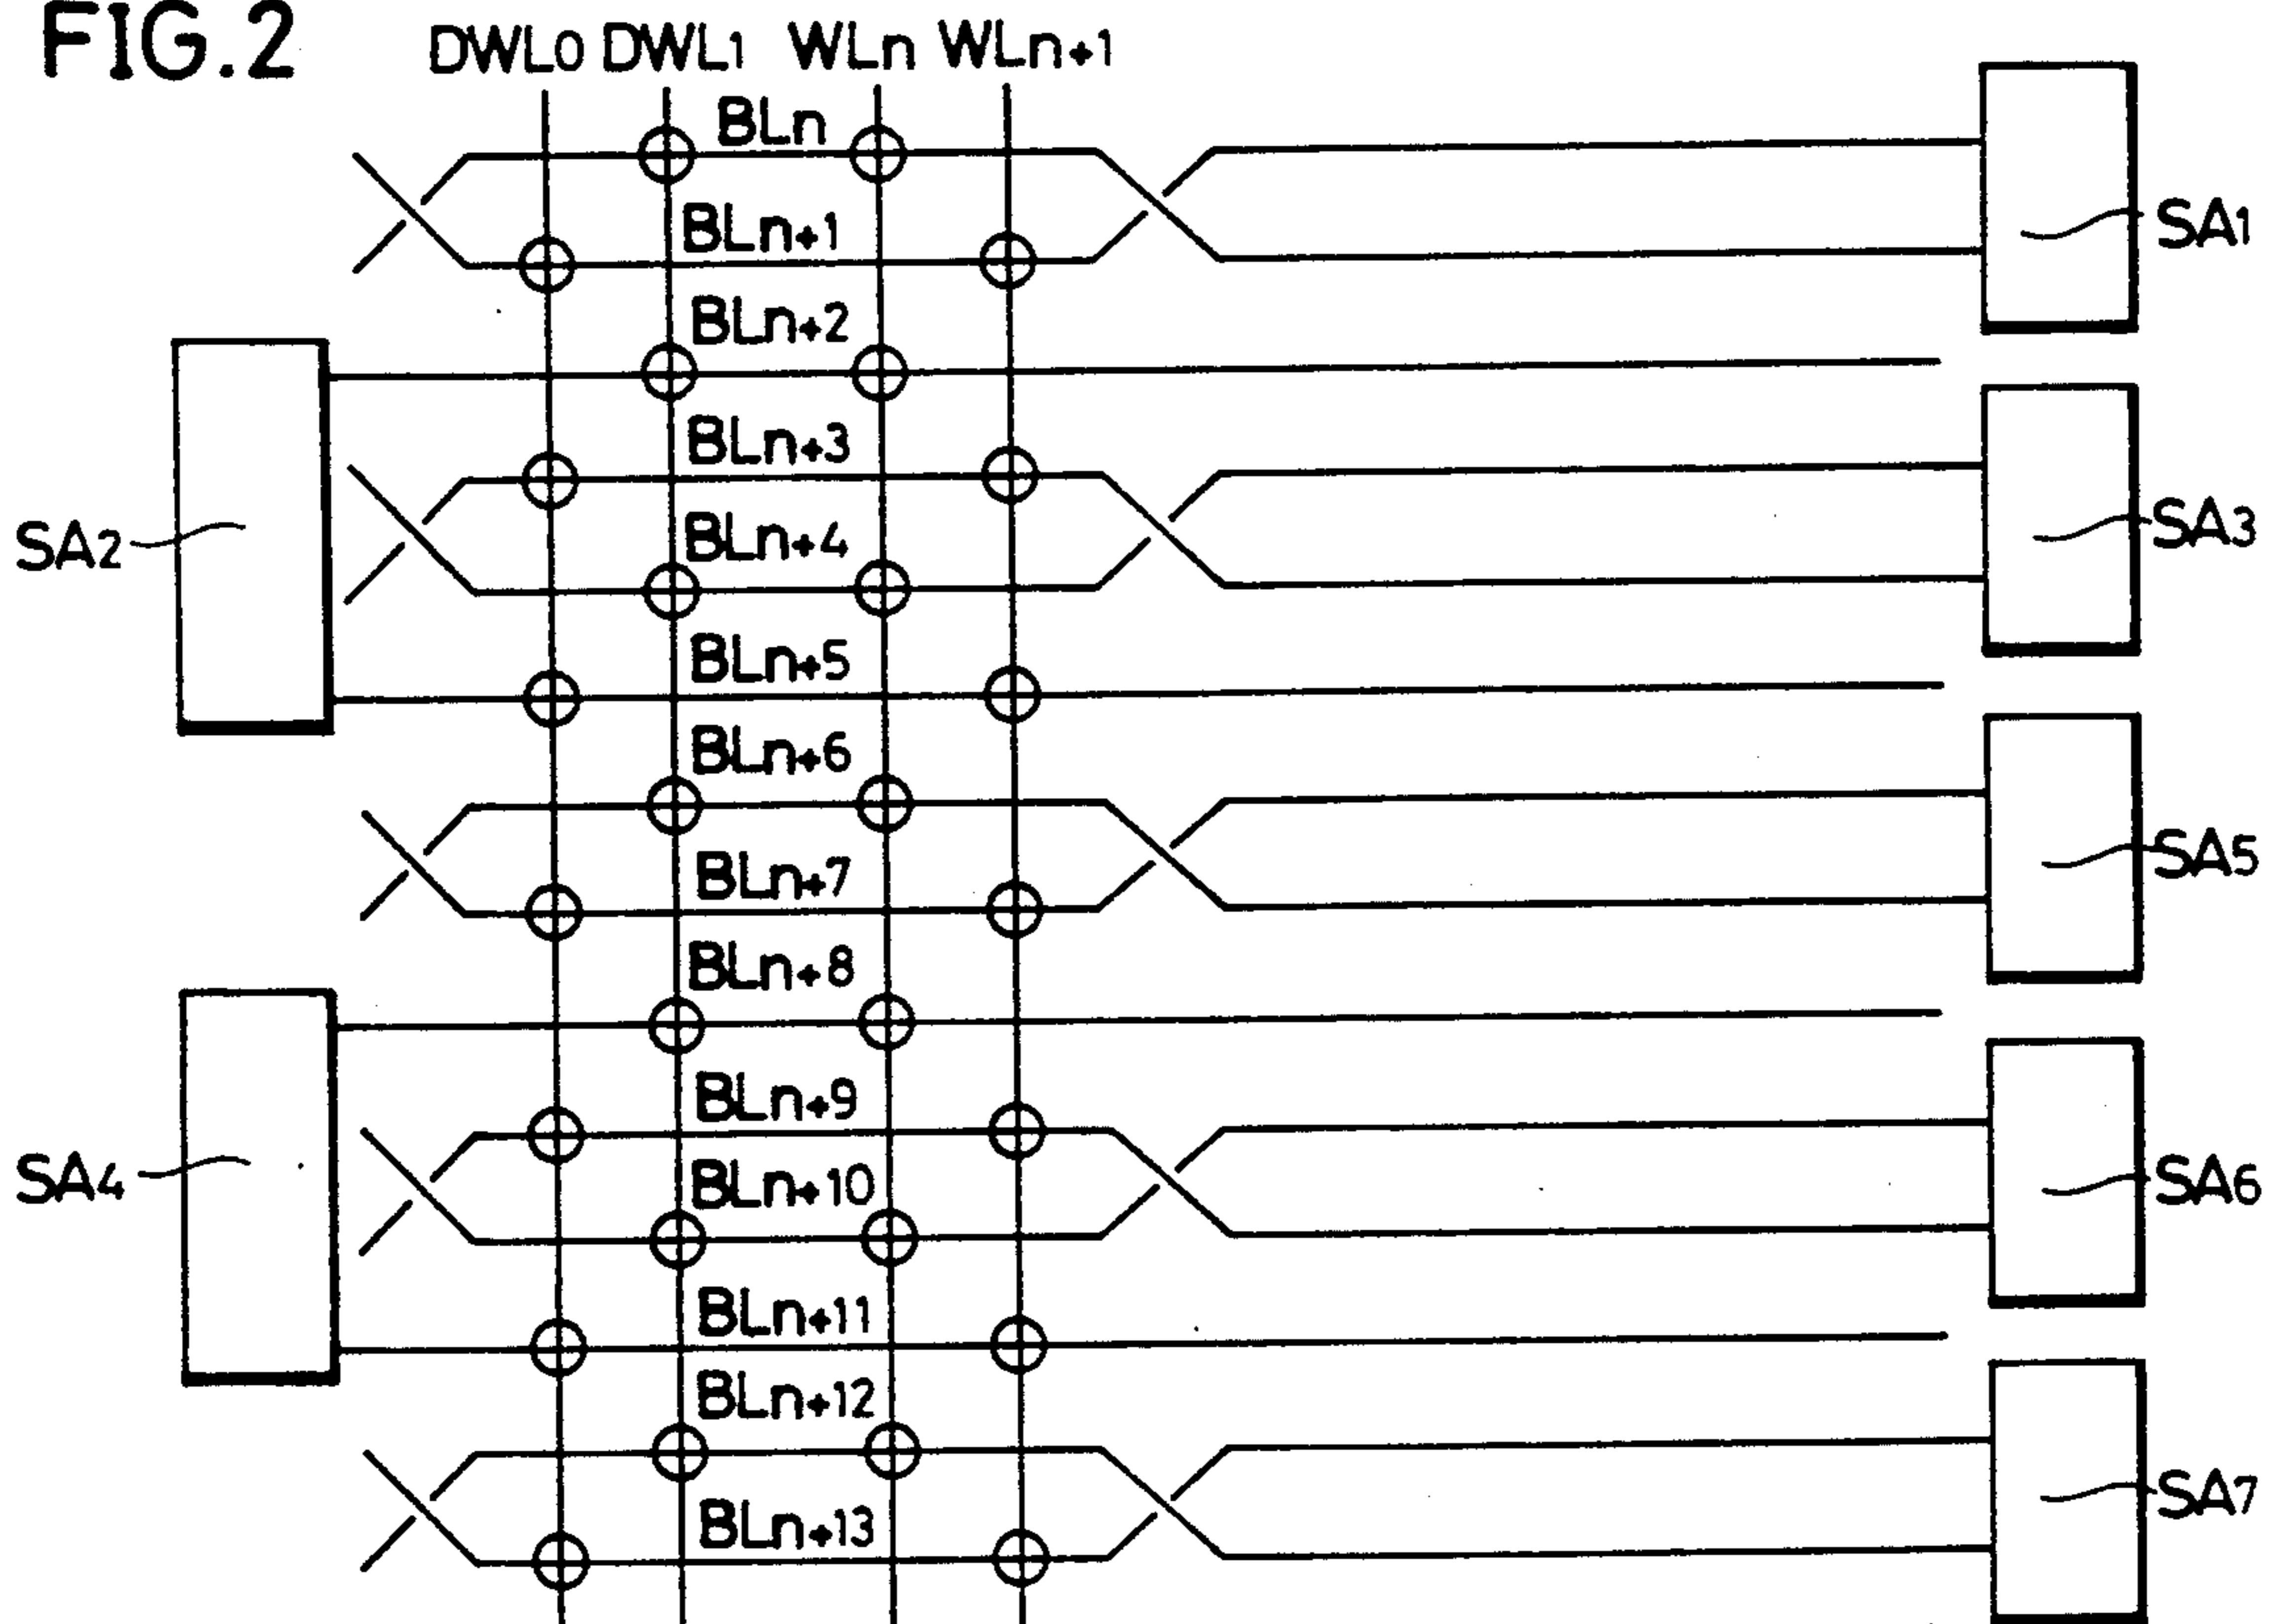 FIG.2
DWL0 DWL1 WLn WLn+1
BLn
BLn+1
SA1
BLn+2
BLn+3
BLn+4
SA2
SA3
BLn+5
BLn+6
BLn+7
SA5
BLn+8
BLn+9
BLn+10
SA4
SA6
BLn+11
BLn+12
BLn+13
SA7